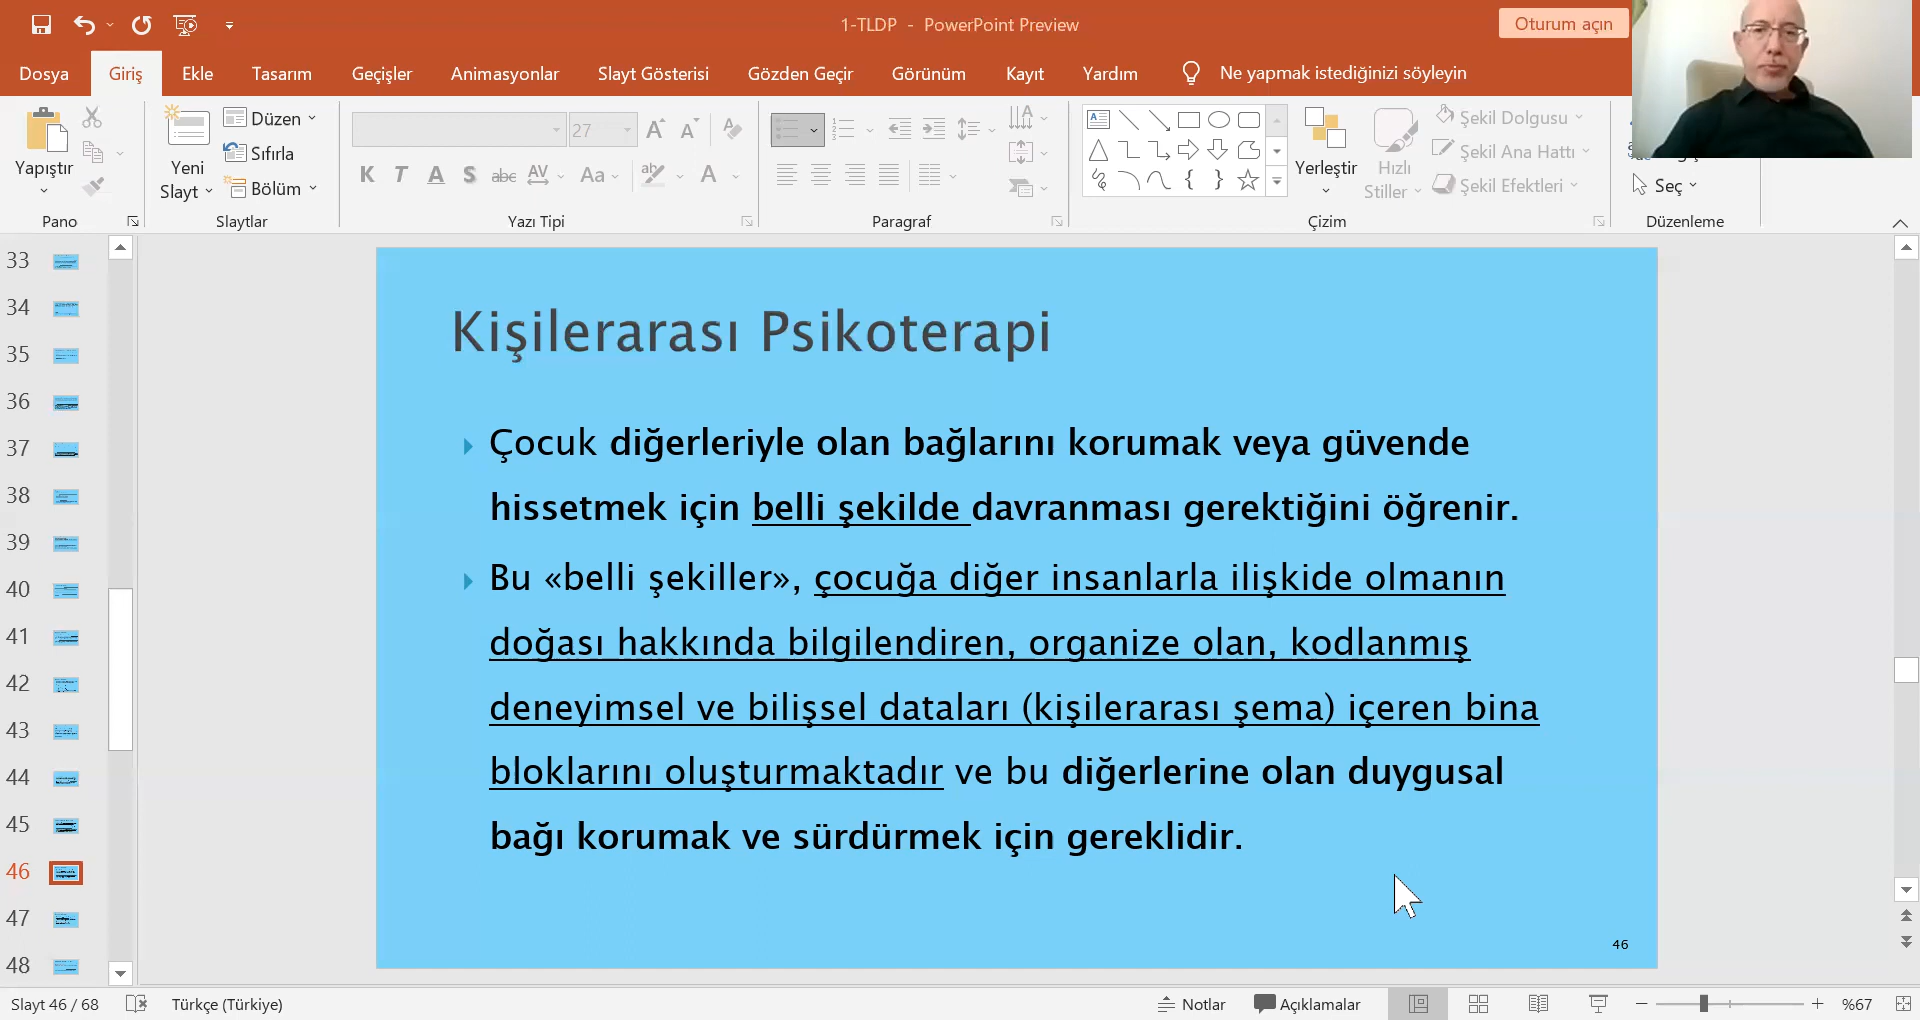 1-TLDP - PowerPoint Preview
Oturum açın
Dosya Giriş Ekle Tasarım Geçişler Animasyonlar Slayt Gösterisi Gözden Geçir Görünüm Kayıt Yardım Ne yapmak istediğinizi söyleyin
Yapıştır
Yeni
Slayt
Düzen
Sıfırla
Bölüm
27
K T A S abc AV Aa A
Yerleştir
Hızlı
Stiller
Şekil Dolgusu
Şekil Ana Hattı
Şekil Efektleri
Seç
Pano Slaytlar Yazı Tipi Paragraf Çizim Düzenleme
33
34
35
36
37
38
39
40
41
42
43
44
45
46
47
48
Kişilerarası Psikoterapi
Çocuk diğerleriyle olan bağlarını korumak veya güvende
hissetmek için belli şekilde davranması gerektiğini öğrenir.
Bu «belli şekiller», çocuğa diğer insanlarla ilişkide olmanın
doğası hakkında bilgilendiren, organize olan, kodlanmış
deneyimsel ve bilişsel dataları (kişilerarası şema) içeren bina
bloklarını oluşturmaktadır ve bu diğerlerine olan duygusal
bağı korumak ve sürdürmek için gereklidir.
46
Slayt 46 / 68 Türkçe (Türkiye) Notlar Açıklamalar %67